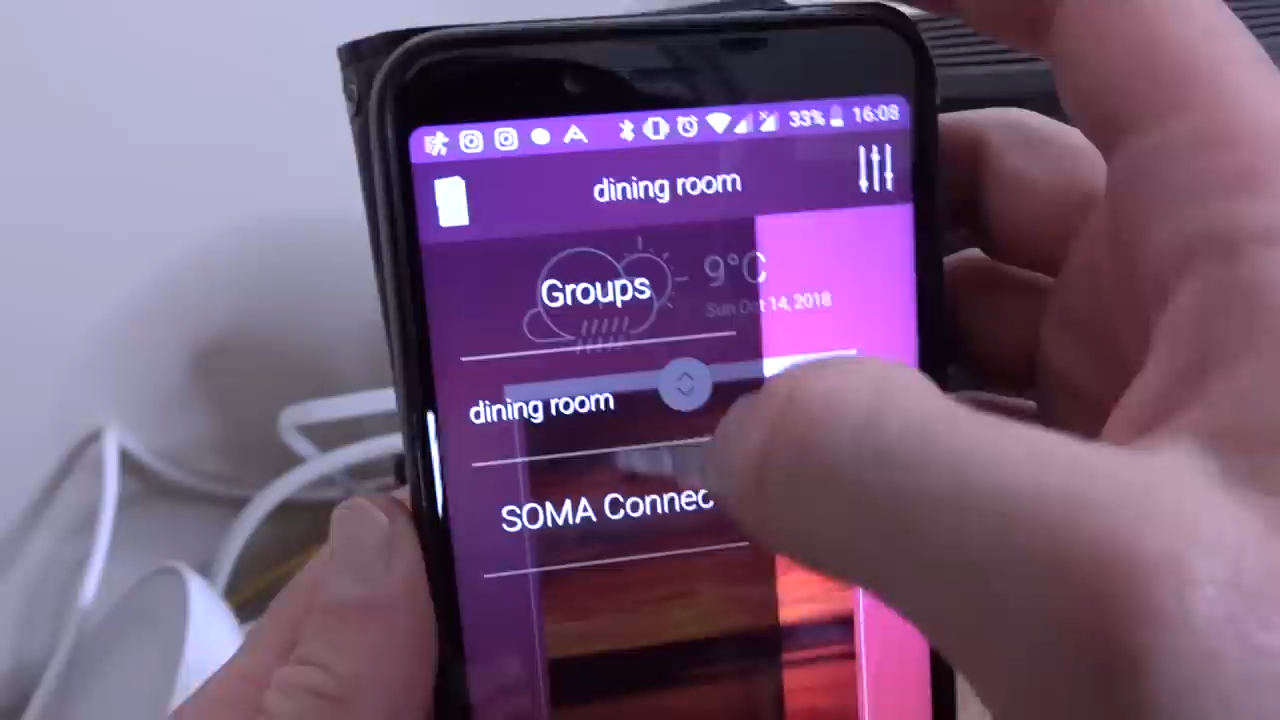 33% 16:08
dining room
Groups
9°C
Sun Oct 14, 2018
dining room
SOMA Connec